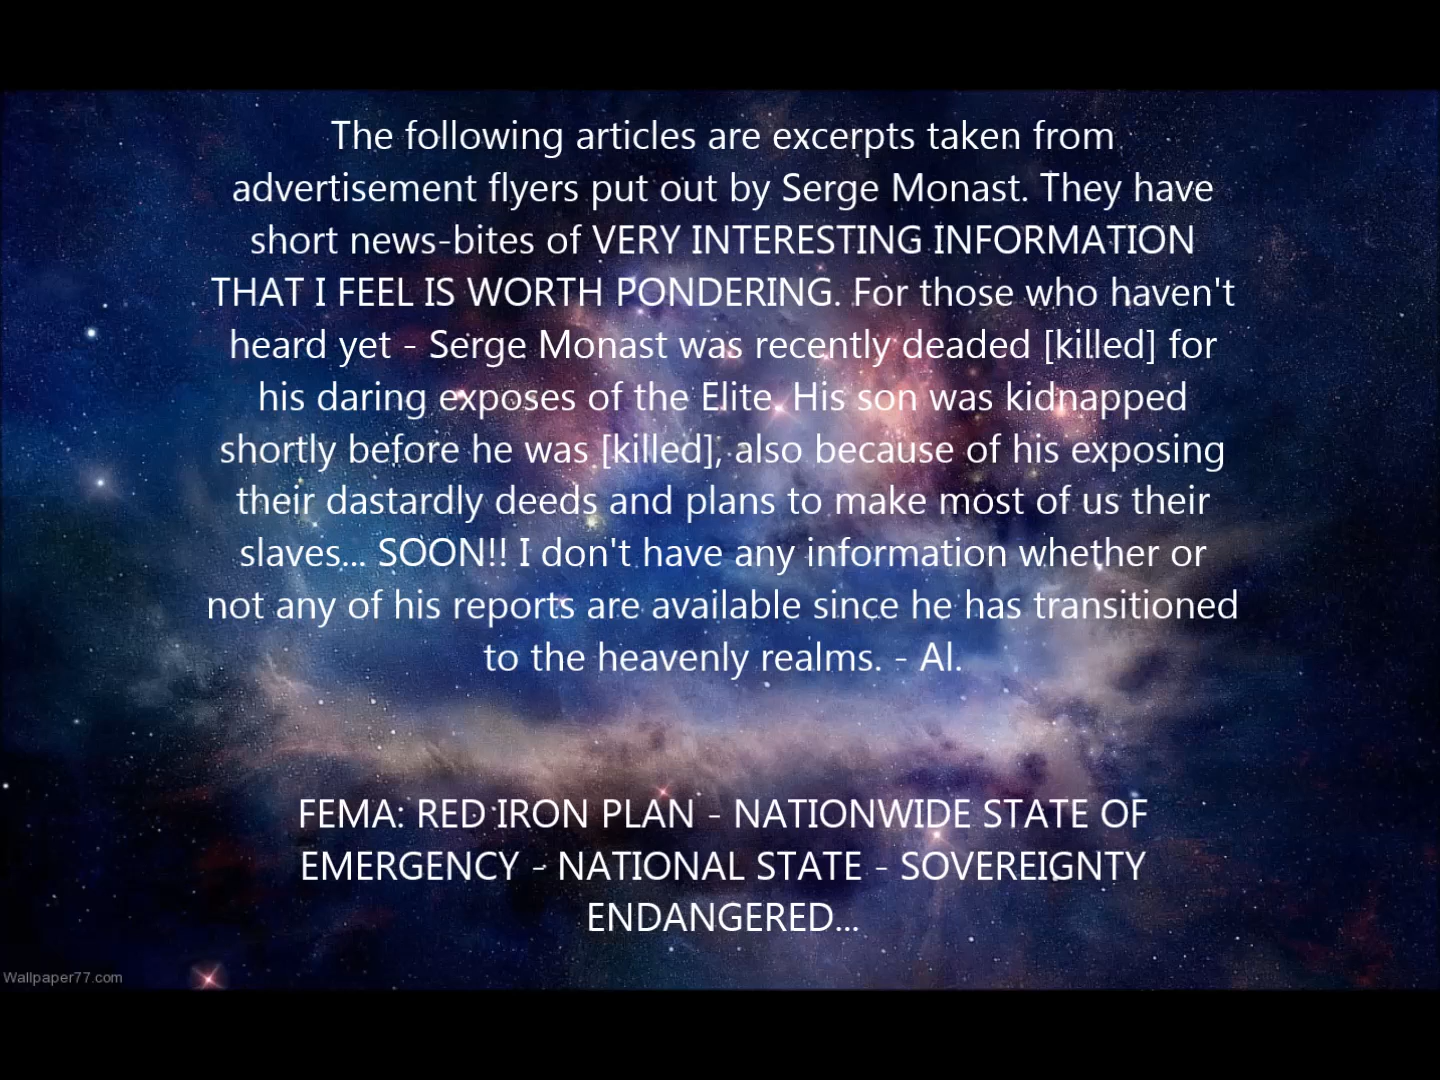 The following articles are excerpts taken from
advertisement flyers put out by Serge Monast. They have
short news-bites of VERY INTERESTING INFORMATION
THAT I FEEL IS WORTH PONDERING. For those who haven't
heard yet - Serge Monast was recently deaded [killed] for
his daring exposes of the Elite. His son was kidnapped
shortly before he was [killed], also because of his exposing
their dastardly deeds and plans to make most of us their
slaves... SOON!! I don't have any information whether or
not any of his reports are available since he has transitioned
to the heavenly realms. - Al.
FEMA: RED IRON PLAN - NATIONWIDE STATE OF
EMERGENCY - NATIONAL STATE - SOVEREIGNTY
ENDANGERED...
Wallpaper77.com